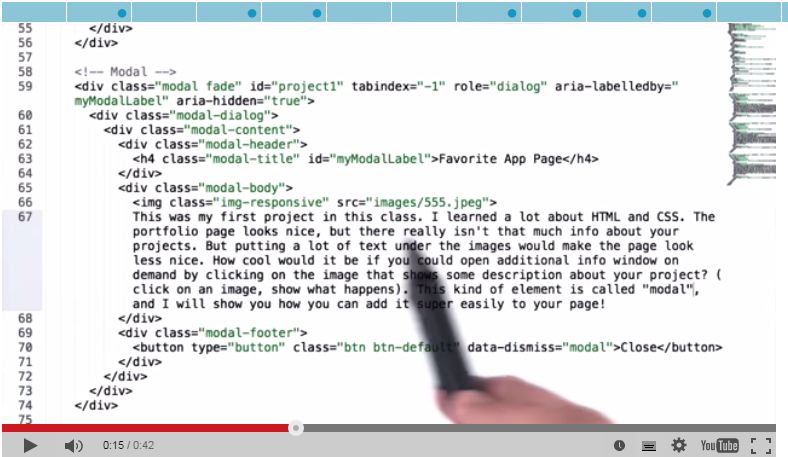 55 </div>
56 </div>
57
58 <!-- Modal -->
59 <div class="modal fade" id="project1" tabindex="-1" role="dialog" aria-labelledby="
myModalLabel" aria-hidden="true">
60 <div class="modal-dialog">
61 <div class="modal-content">
62 <div class="modal-header">
63 <h4 class="modal-title" id="myModalLabel">Favorite App Page</h4>
64 </div>
65 <div class="modal-body">
66 <img class="img-responsive" src="images/555.jpeg">
67 This was my first project in this class. I learned a lot about HTML and CSS. The
portfolio page looks nice, but there really isn't that much info about your
projects. But putting a lot of text under the images would make the page look
less nice. How cool would it be if you could open additional info window on
demand by clicking on the image that shows some description about your project? (
click on an image, show what happens). This kind of element is called "modal",
and I will show you how you can add it super easily to your page!
68 </div>
69 <div class="modal-footer">
70 <button type="button" class="btn btn-default" data-dismiss="modal">Close</button>
71 </div>
72 </div>
73 </div>
74 </div>
75
0:15 / 0:42
YouTube